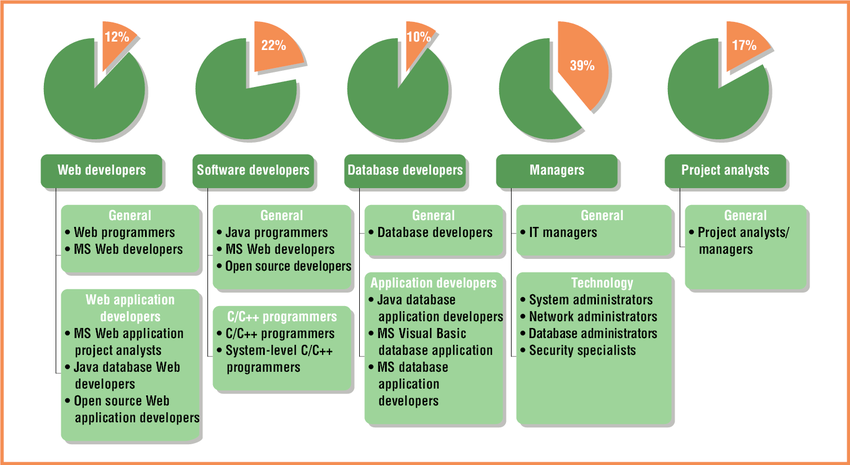 12%
22%
10%
39%
17%
Web developers
General
• Web programmers
• MS Web developers
Web application
developers
• MS Web application
project analysts
• Java database Web
developers
• Open source Web
application developers
Software developers
General
• Java programmers
• MS Web developers
• Open source developers
C/C++ programmers
• C/C++ programmers
• System-level C/C++
programmers
Database developers
General
• Database developers
Application developers
• Java database
application developers
• MS Visual Basic
database application
• MS database
application
developers
Managers
General
• IT managers
Technology
• System administrators
• Network administrators
• Database administrators
• Security specialists
Project analysts
General
• Project analysts/
managers